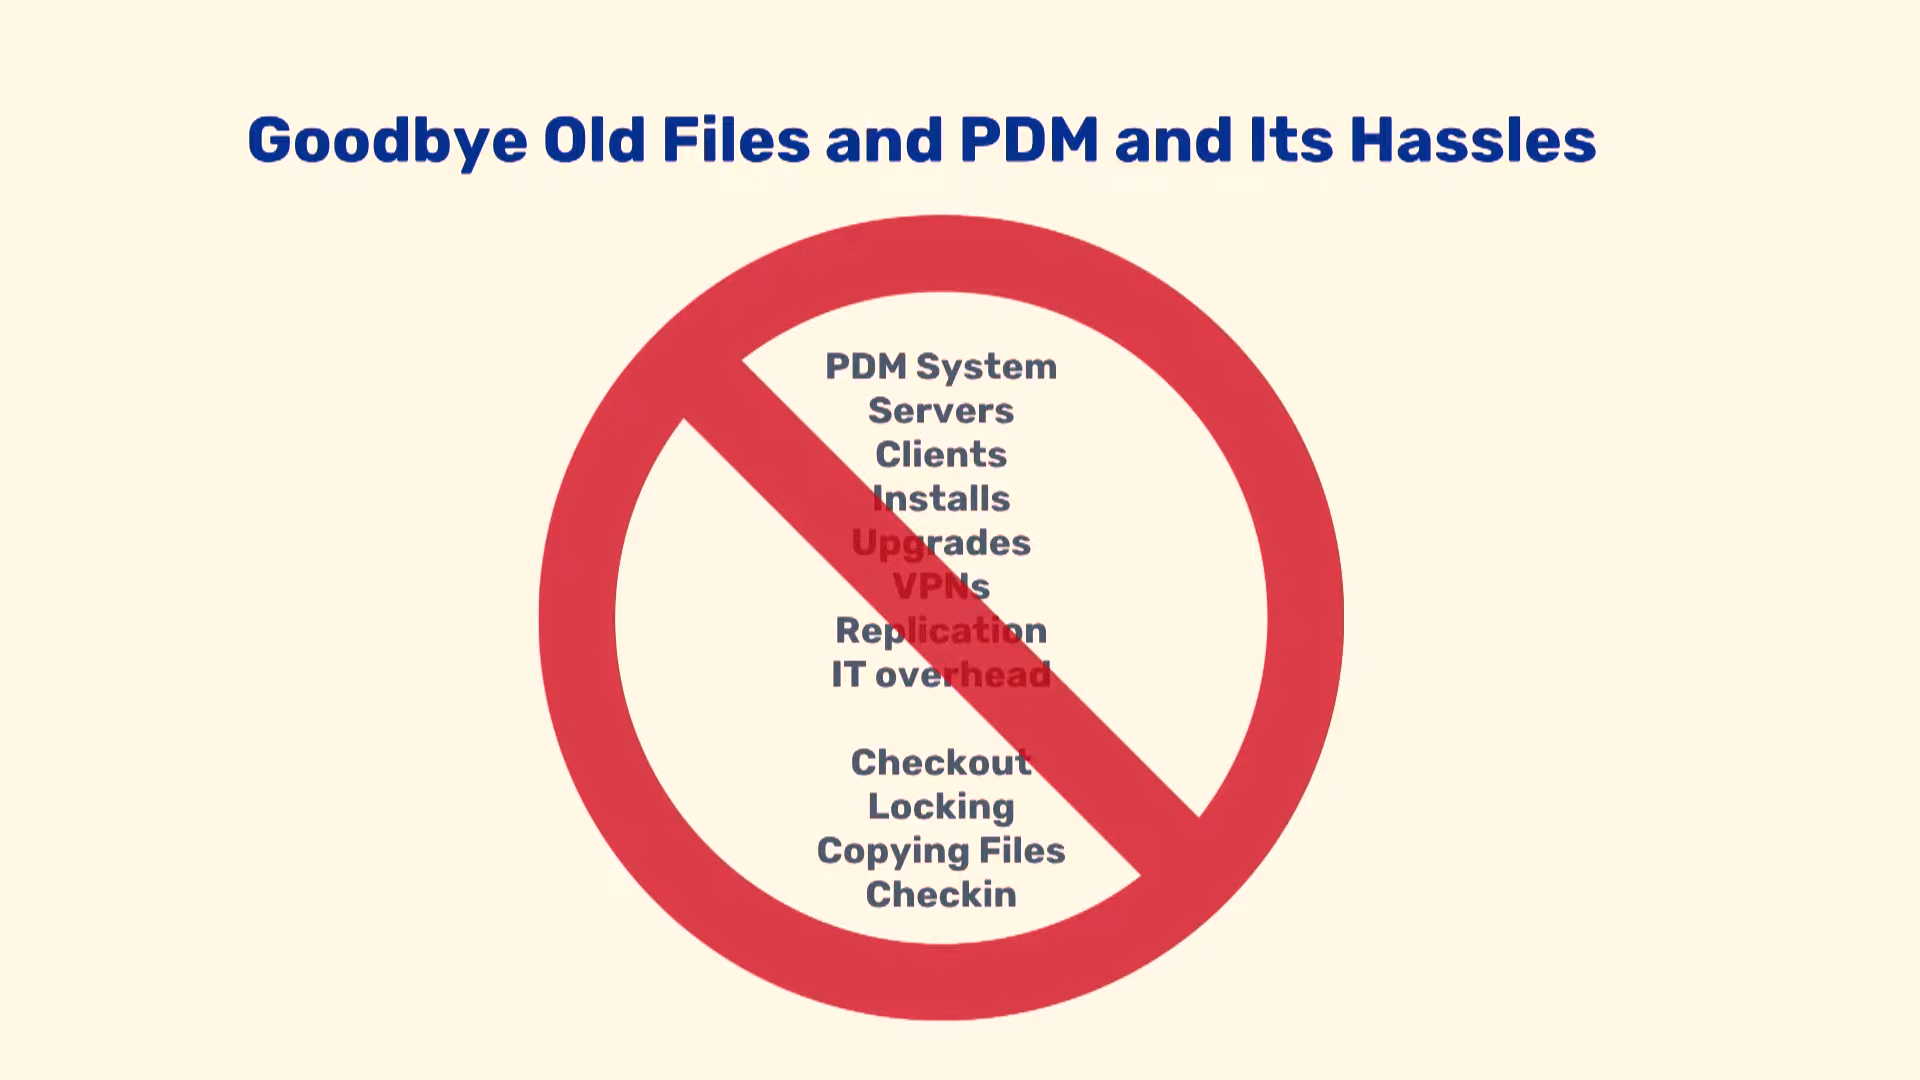 Goodbye Old Files and PDM and Its Hassles
PDM System
Servers
Clients
Installs
Upgrades
VPNs
Replication
IT overhead
Checkout
Locking
Copying Files
Checkin